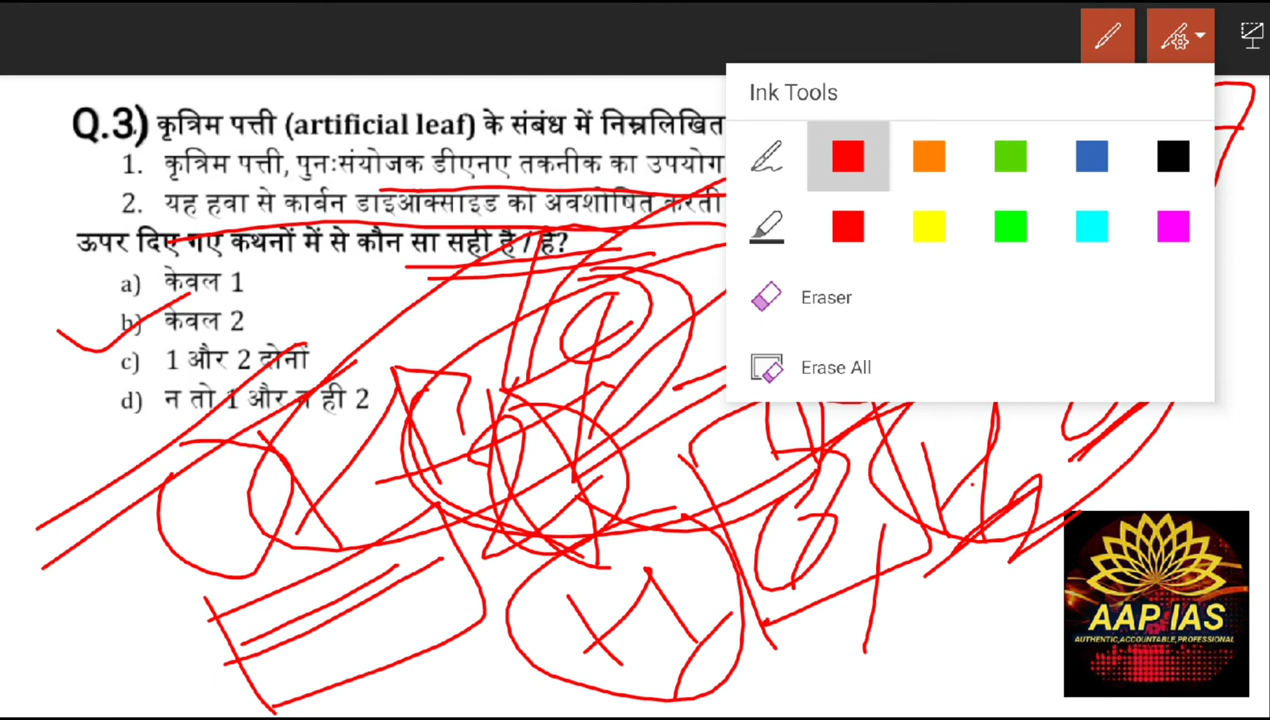 Ink Tools
Q.3) कृत्रिम पत्ती (artificial leaf) के संबंध में निम्नलिखित
1. कृत्रिम पत्ती, पुनःसंयोजक डीएनए तकनीक का उपयोग
2. यह हवा से कार्बन डाइआक्साइड को अवशोषित करती
ऊपर दिए गए कथनों में से कौन सा सही है / हैं?
a) केवल 1
b) केवल 2
c) 1 और 2 दोनों
d) न तो 1 और न ही 2
Eraser
Erase All
AAP IAS
AUTHENTIC,ACCOUNTABLE,PROFESSIONAL